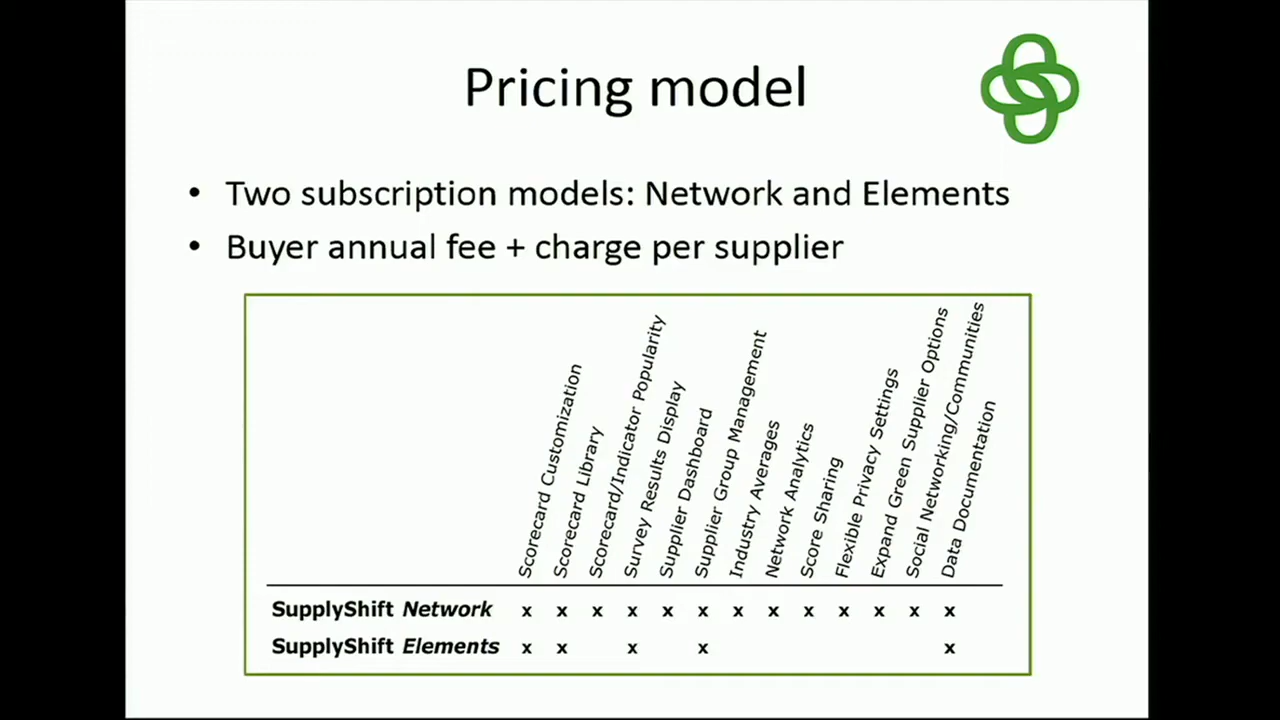 Pricing model
• Two subscription models: Network and Elements
• Buyer annual fee + charge per supplier
Scorecard Customization
Scorecard Library
Scorecard/Indicator Popularity
Survey Results Display
Supplier Dashboard
Supplier Group Management
Industry Averages
Network Analytics
Score Sharing
Flexible Privacy Settings
Expand Green Supplier Options
Social Networking/Communities
Data Documentation
SupplyShift Network x x x x x x x x x x x x x
SupplyShift Elements x x x x x